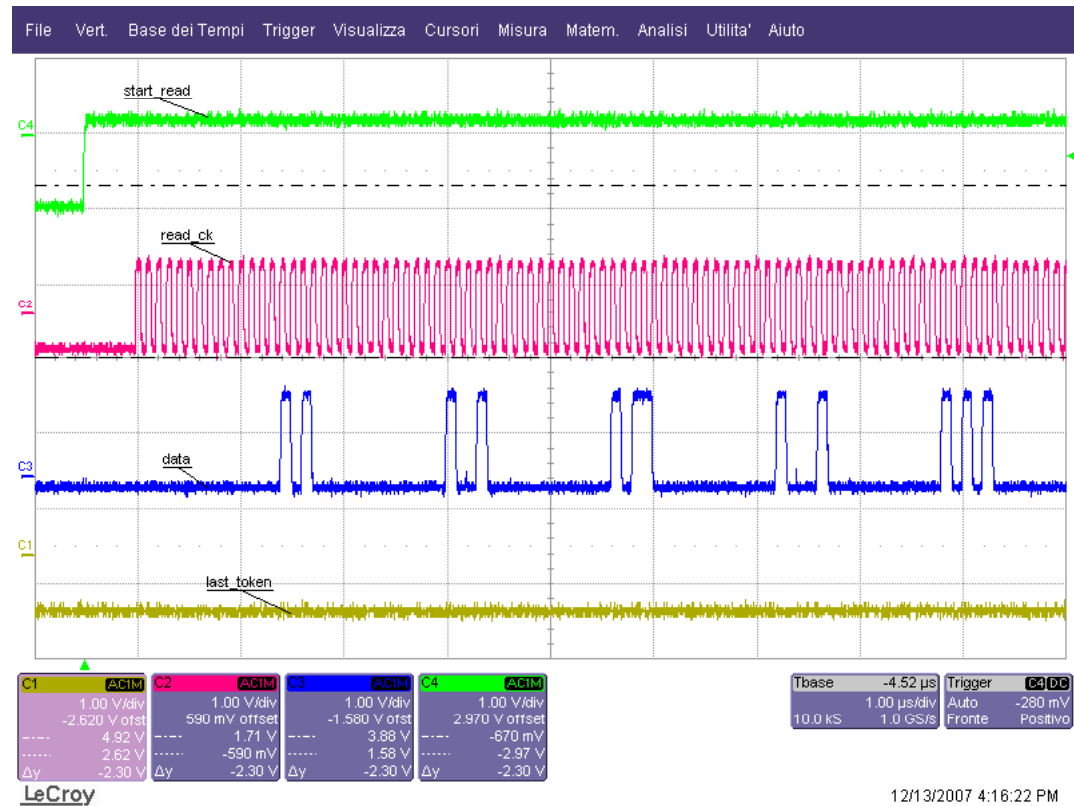 File Vert. Base dei Tempi Trigger Visualizza Cursori Misura Matem. Analisi Utilita' Aiuto
start_read
C4
read_ck
C2
data
C3
C1
last_token
C1 AC1M
1.00 V/div
-2.620 V ofst
4.92 V
2.62 V
Δy -2.30 V
C2 AC1M
1.00 V/div
590 mV offset
1.71 V
-590 mV
Δy -2.30 V
C3 AC1M
1.00 V/div
-1.580 V ofst
3.88 V
1.58 V
Δy -2.30 V
C4 AC1M
1.00 V/div
2.970 V offset
-670 mV
-2.97 V
Δy -2.30 V
Tbase -4.52 µs
1.00 µs/div
10.0 kS 1.0 GS/s
Trigger C4 DC
Auto -280 mV
Fronte Positivo
LeCroy
12/13/2007 4:16:22 PM